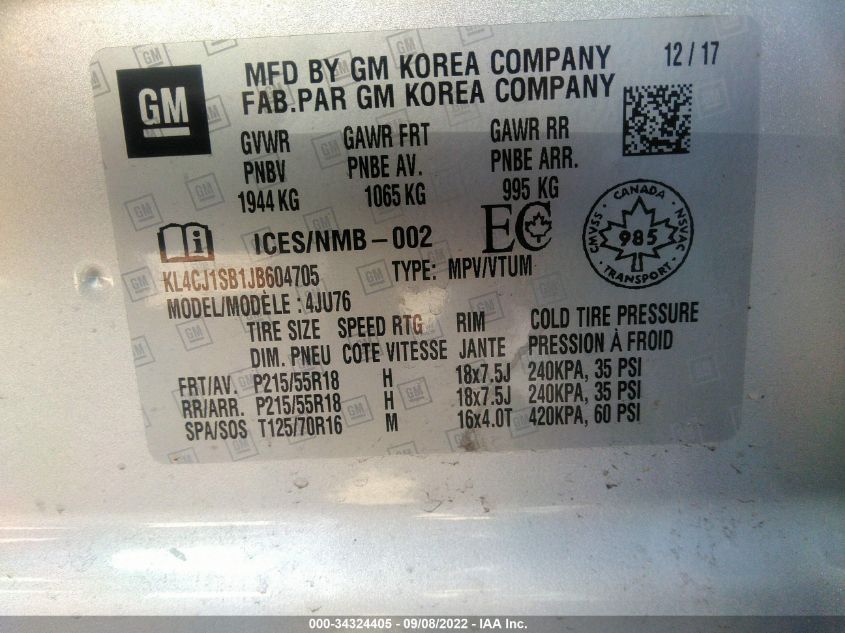 GM
MFD BY GM KOREA COMPANY 12/17
FAB.PAR GM KOREA COMPANY
GVWR GAWR FRT GAWR RR
PNBV PNBE AV. PNBE ARR.
1944 KG 1065 KG 995 KG
ICES/NMB-002 EC
CANADA
CMVSS 985 NSVAC
TRANSPORT
KL4CJ1SB1JB604705 TYPE: MPV/VTUM
MODEL/MODÈLE : 4JU76
TIRE SIZE SPEED RTG RIM COLD TIRE PRESSURE
DIM. PNEU COTE VITESSE JANTE PRESSION À FROID
FRT/AV. P215/55R18 H 18x7.5J 240KPA, 35 PSI
RR/ARR. P215/55R18 H 18x7.5J 240KPA, 35 PSI
SPA/SOS T125/70R16 M 16x4.0T 420KPA, 60 PSI
000-34324405 - 09/08/2022 - IAA Inc.